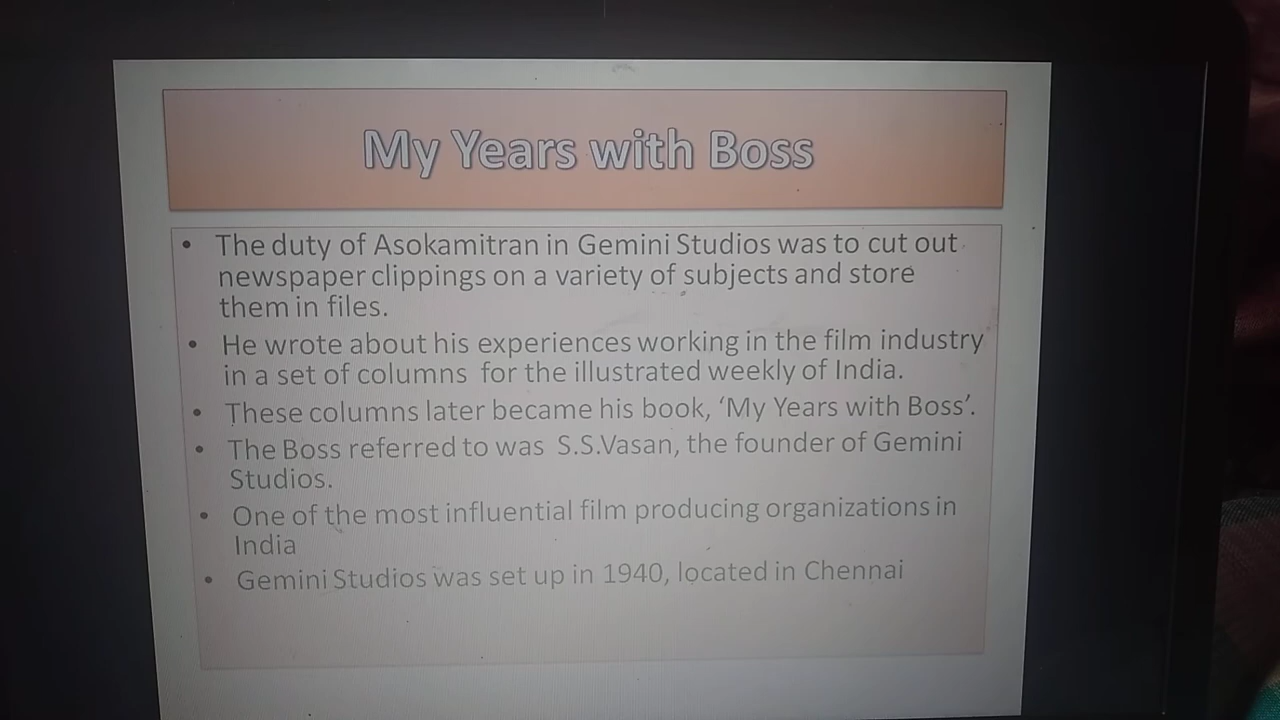 My Years with Boss
• The duty of Asokamitran in Gemini Studios was to cut out
newspaper clippings on a variety of subjects and store
them in files.
• He wrote about his experiences working in the film industry
in a set of columns for the illustrated weekly of India.
• These columns later became his book, ‘My Years with Boss’.
• The Boss referred to was S.S.Vasan, the founder of Gemini
Studios.
• One of the most influential film producing organizations in
India
• Gemini Studios was set up in 1940, located in Chennai